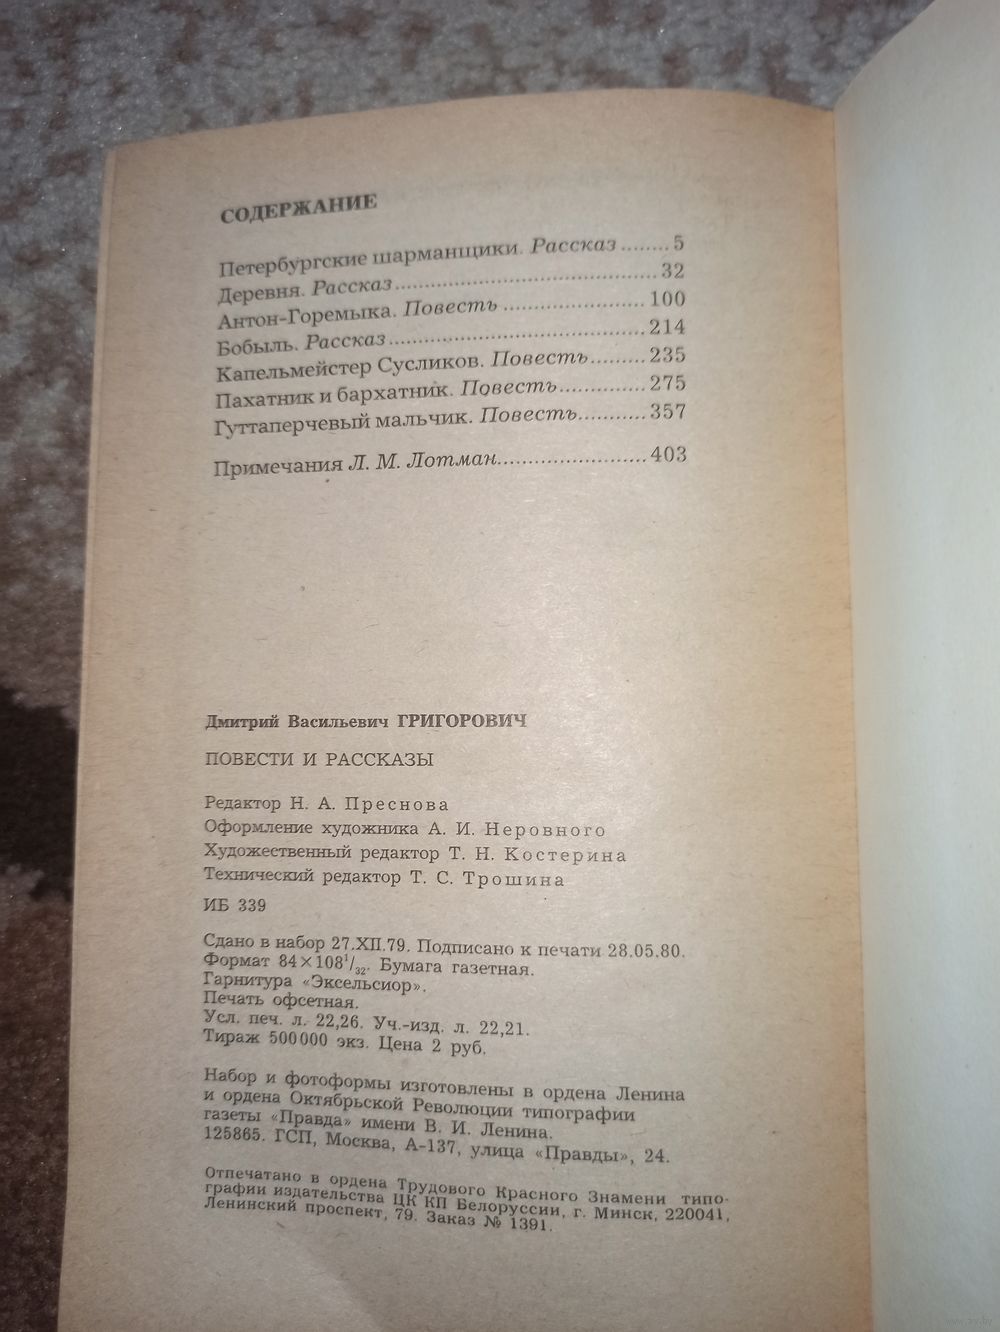 СОДЕРЖАНИЕ
Петербургские шарманщики. Рассказ ........ 5
Деревня. Рассказ .................................. 32
Антон-Горемыка. Повесть ................... 100
Бобыль. Рассказ .................................. 214
Капельмейстер Сусликов. Повесть ......... 235
Пахатник и бархатник. Повесть ............. 275
Гуттаперчевый мальчик. Повесть ........... 357
Примечания Л. М. Лотман ........................ 403
Дмитрий Васильевич ГРИГОРОВИЧ
ПОВЕСТИ И РАССКАЗЫ
Редактор Н. А. Преснова
Оформление художника А. И. Неровного
Художественный редактор Т. Н. Костерина
Технический редактор Т. С. Трошина
ИБ 339
Сдано в набор 27.XII.79. Подписано к печати 28.05.80.
Формат 84×108¹/₃₂. Бумага газетная.
Гарнитура «Эксельсиор».
Печать офсетная.
Усл. печ. л. 22,26. Уч.-изд. л. 22,21.
Тираж 500 000 экз. Цена 2 руб.
Набор и фотоформы изготовлены в ордена Ленина
и ордена Октябрьской Революции типографии
газеты «Правда» имени В. И. Ленина.
125865. ГСП, Москва, А-137, улица «Правды», 24.
Отпечатано в ордена Трудового Красного Знамени типо-
графии издательства ЦК КП Белоруссии, г. Минск, 220041,
Ленинский проспект, 79. Заказ № 1391.